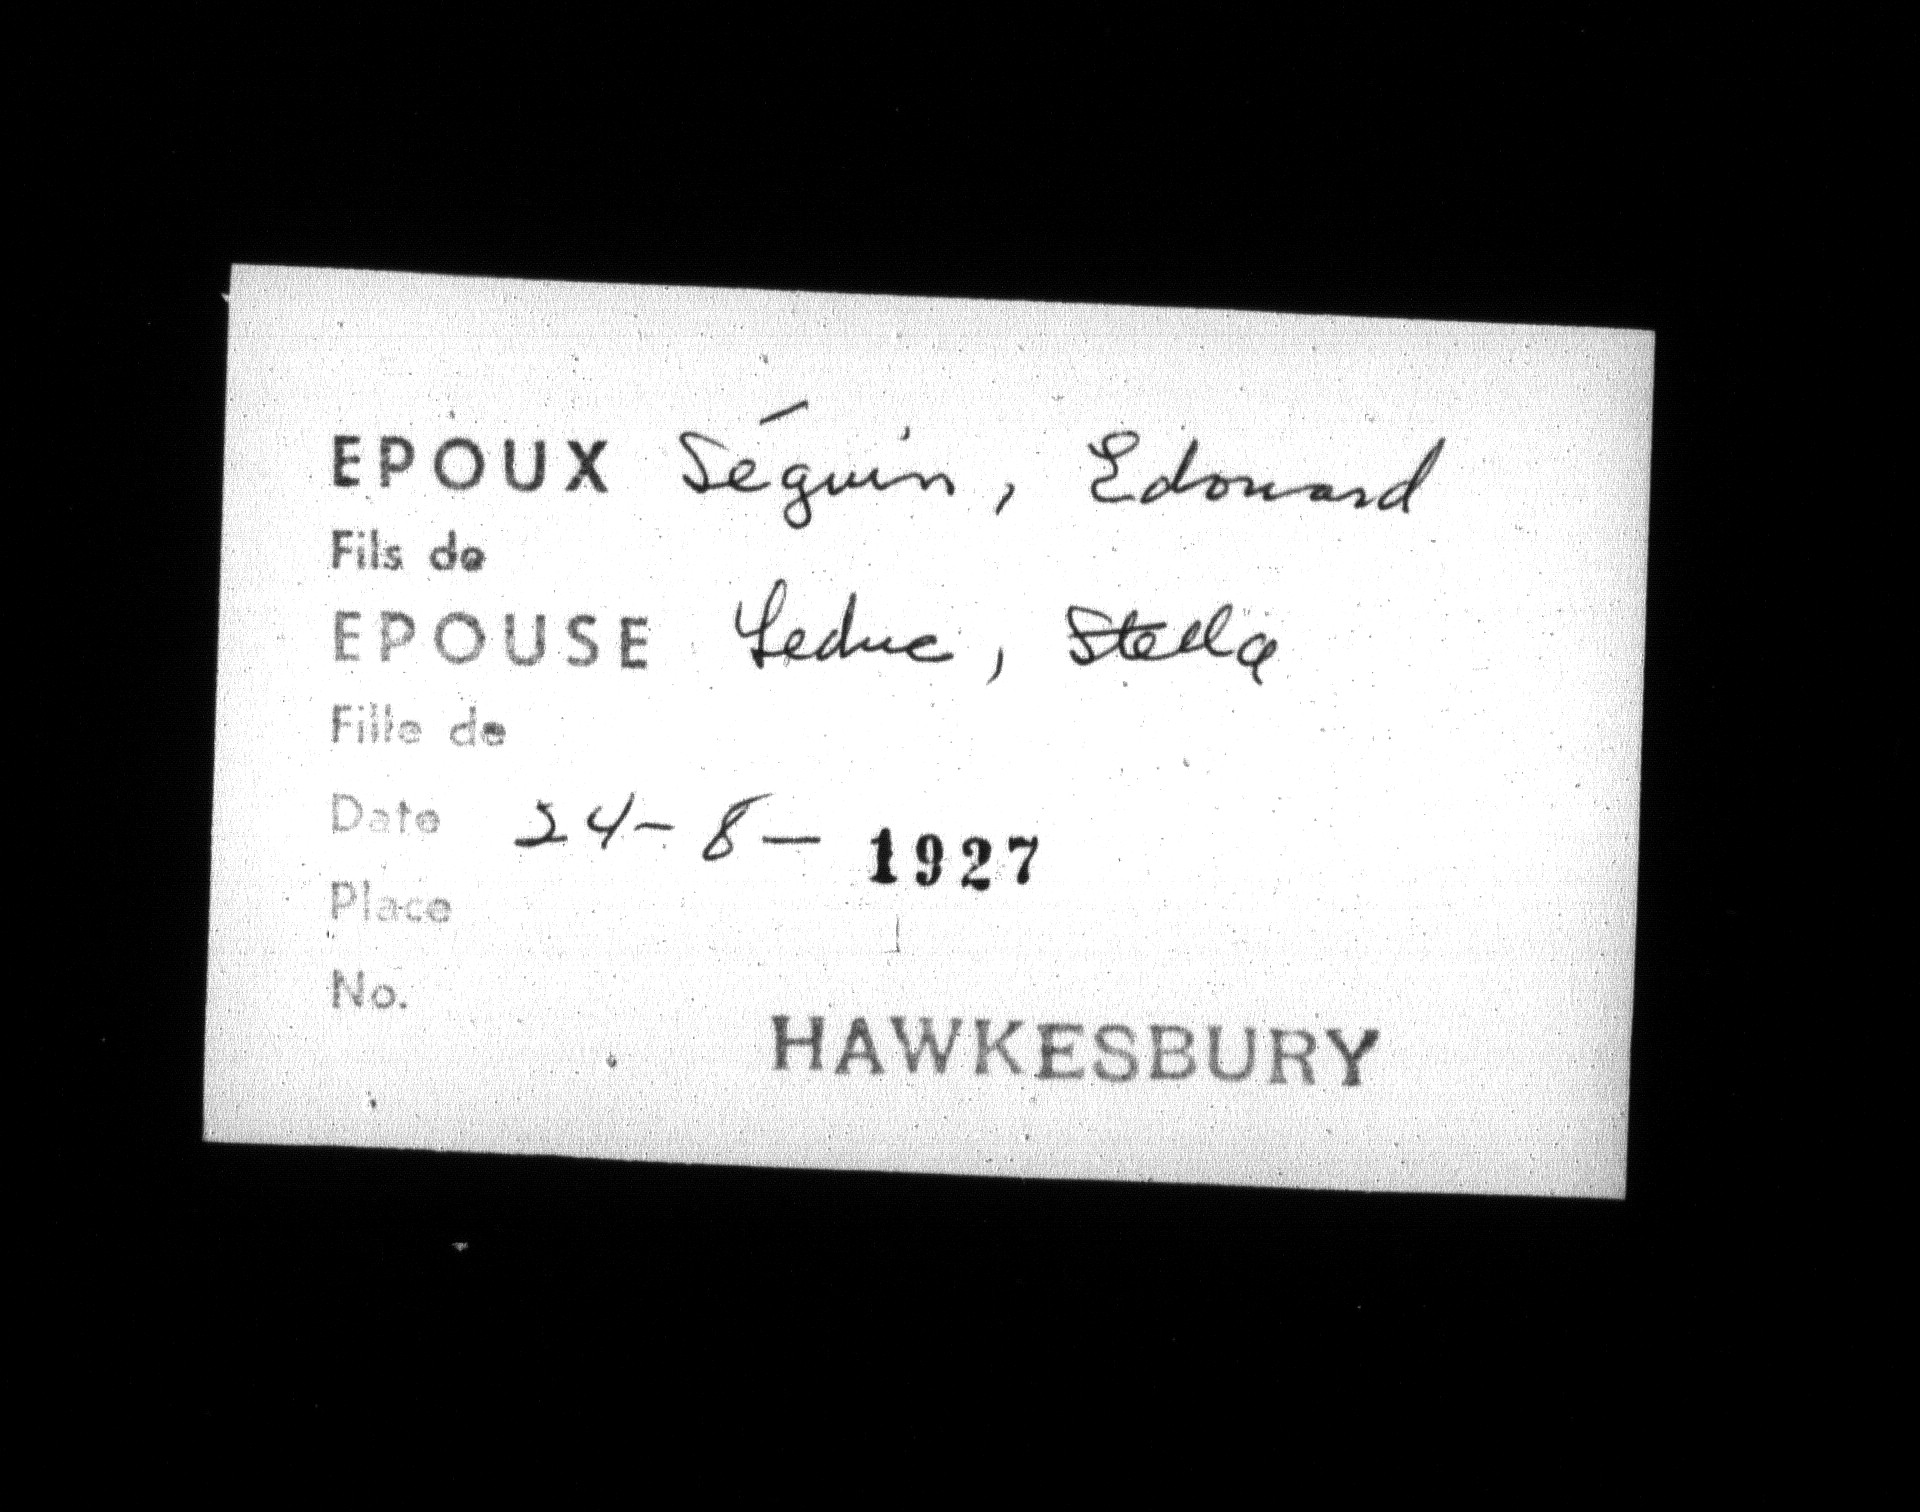 EPOUX Séguin, Edouard
Fils de
EPOUSE Leduc, Stella
Fille de
Date 24-8-1927
Place
No.
HAWKESBURY